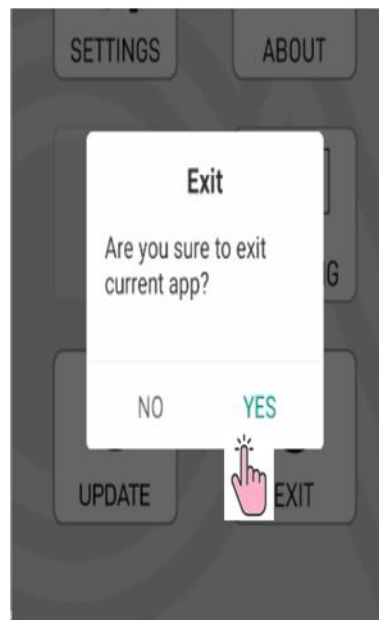 SETTINGS
ABOUT
Exit
Are you sure to exit
current app?
G
NO
YES
UPDATE
EXIT